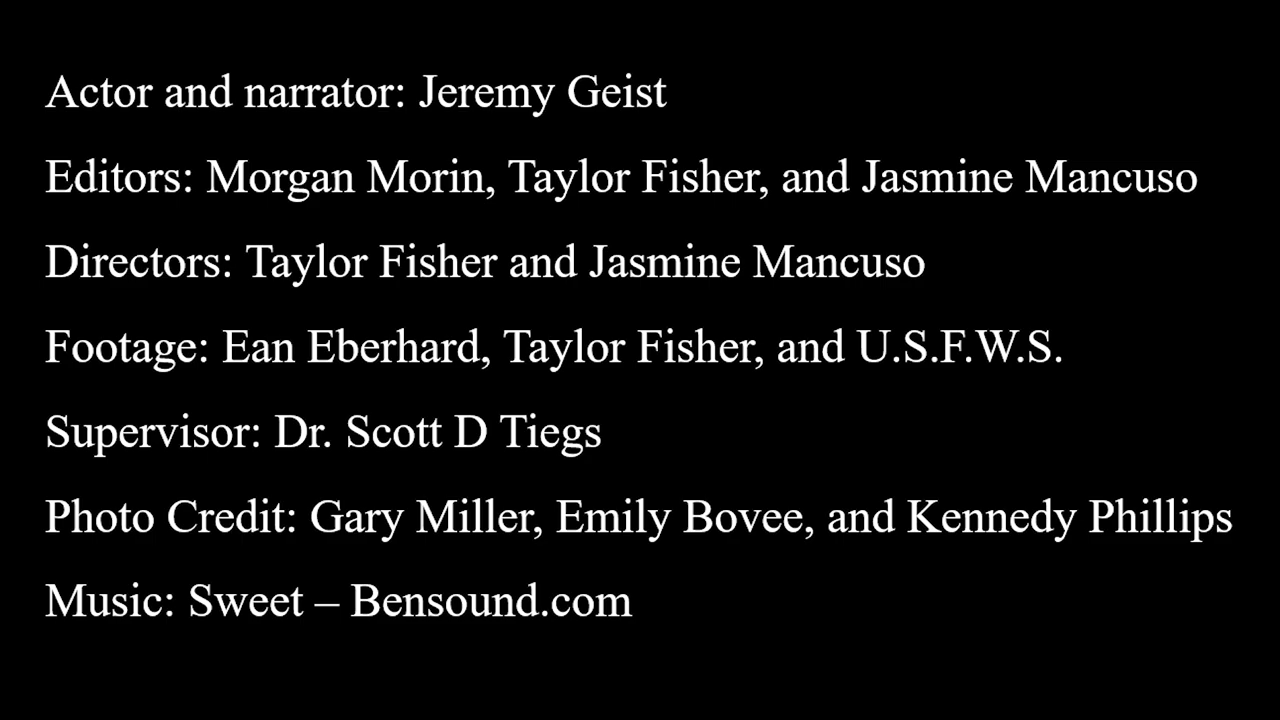 Actor and narrator: Jeremy Geist
Editors: Morgan Morin, Taylor Fisher, and Jasmine Mancuso
Directors: Taylor Fisher and Jasmine Mancuso
Footage: Ean Eberhard, Taylor Fisher, and U.S.F.W.S.
Supervisor: Dr. Scott D Tiegs
Photo Credit: Gary Miller, Emily Bovee, and Kennedy Phillips
Music: Sweet – Bensound.com